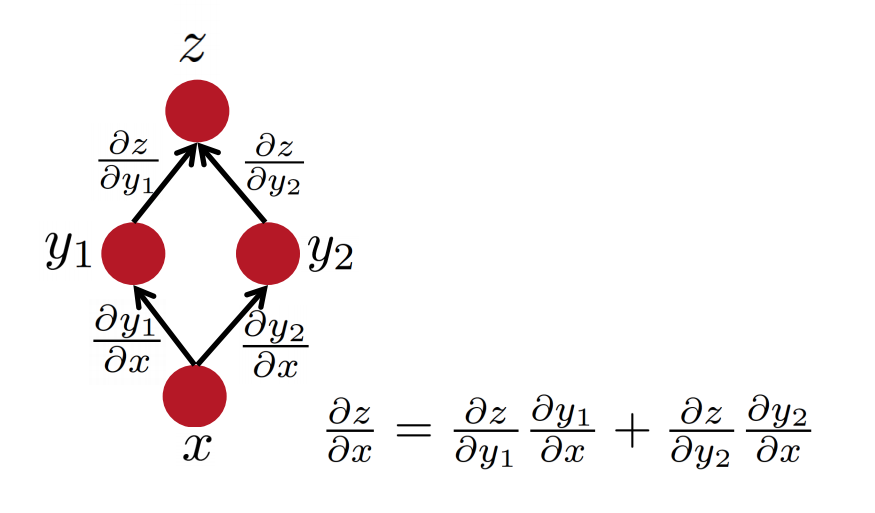 z
∂z/∂y₁ ∂z/∂y₂
y₁ y₂
∂y₁/∂x ∂y₂/∂x
x
∂z/∂x = ∂z/∂y₁ ∂y₁/∂x + ∂z/∂y₂ ∂y₂/∂x